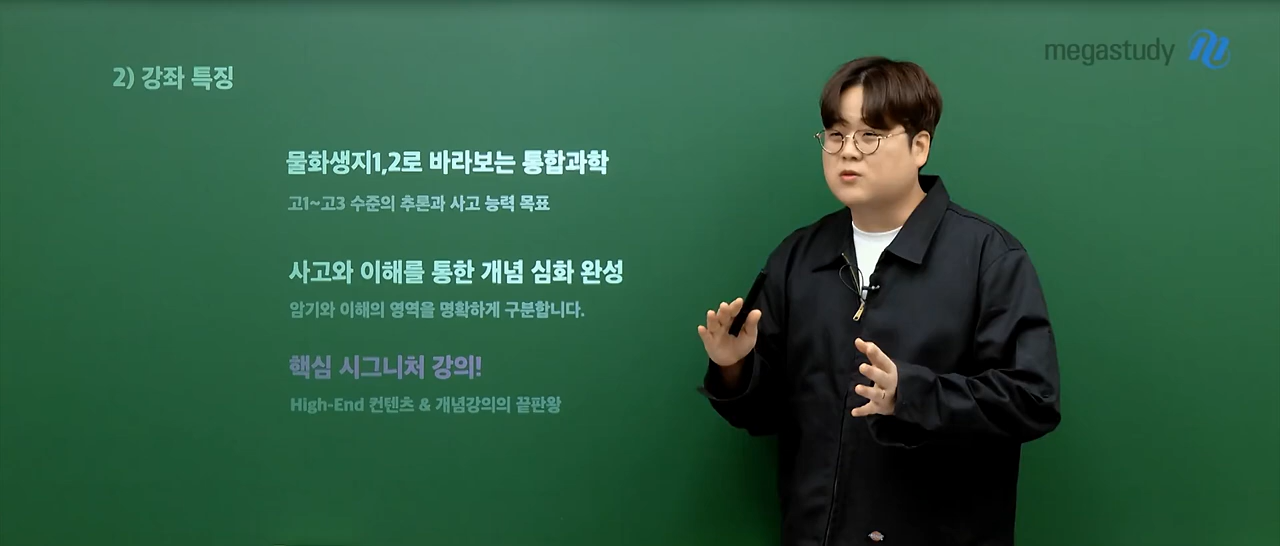 megastudy
2) 강좌 특징
물화생지1,2로 바라보는 통합과학
고1~고3 수준의 추론과 사고 능력 목표
사고와 이해를 통한 개념 심화 완성
암기와 이해의 영역을 명확하게 구분합니다.
핵심 시그니처 강의!
High-End 컨텐츠 & 개념강의의 끝판왕